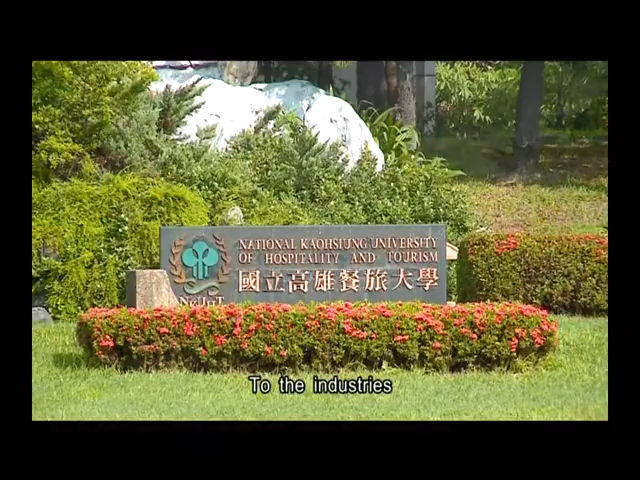 NATIONAL KAOHSIUNG UNIVERSITY
OF HOSPITALITY AND TOURISM
國立高雄餐旅大學
To the industries